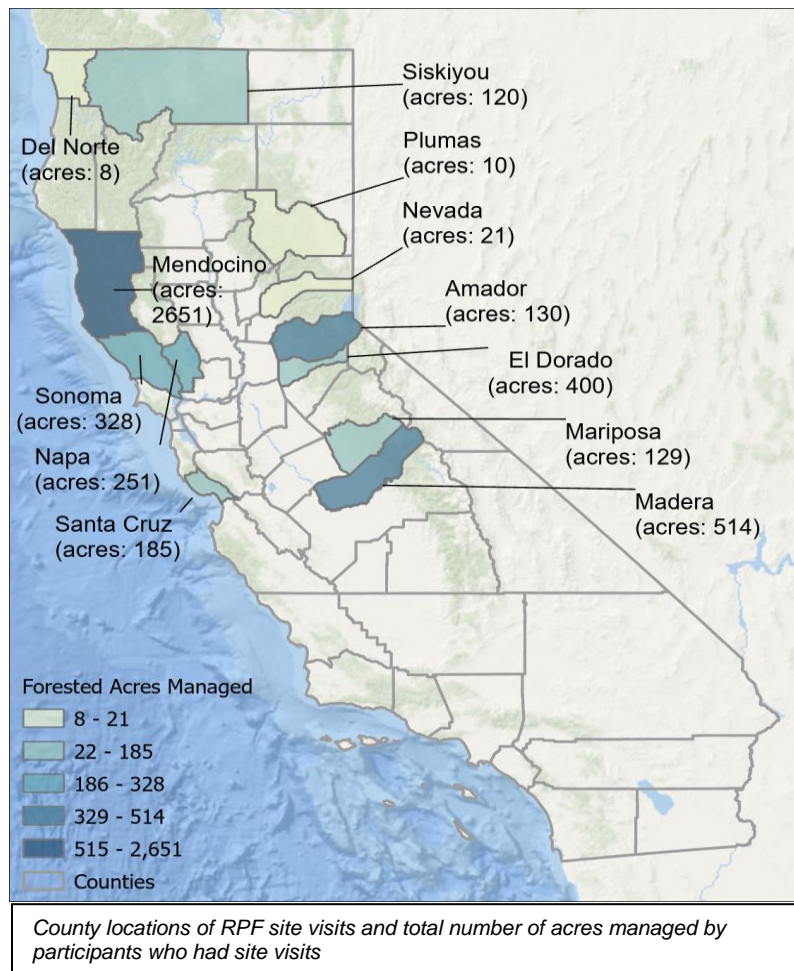 Siskiyou
(acres: 120)
Plumas
(acres: 10)
Del Norte
(acres: 8)
Nevada
(acres: 21)
Mendocino
(acres:
2651)
Amador
(acres: 130)
El Dorado
(acres: 400)
Sonoma
(acres: 328)
Mariposa
(acres: 129)
Napa
(acres: 251)
Madera
(acres: 514)
Santa Cruz
(acres: 185)
Forested Acres Managed
8 - 21
22 - 185
186 - 328
329 - 514
515 - 2,651
Counties
County locations of RPF site visits and total number of acres managed by
participants who had site visits